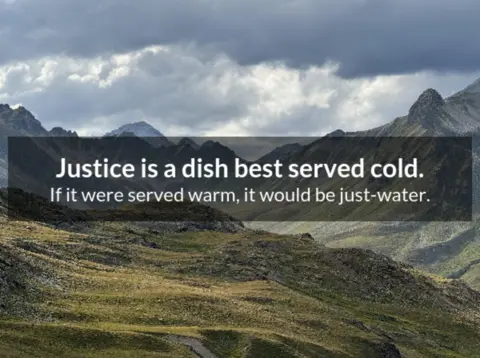 Justice is a dish best served cold.
If it were served warm, it would be just-water.